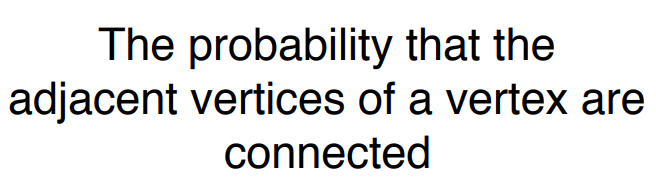 The probability that the
adjacent vertices of a vertex are
connected